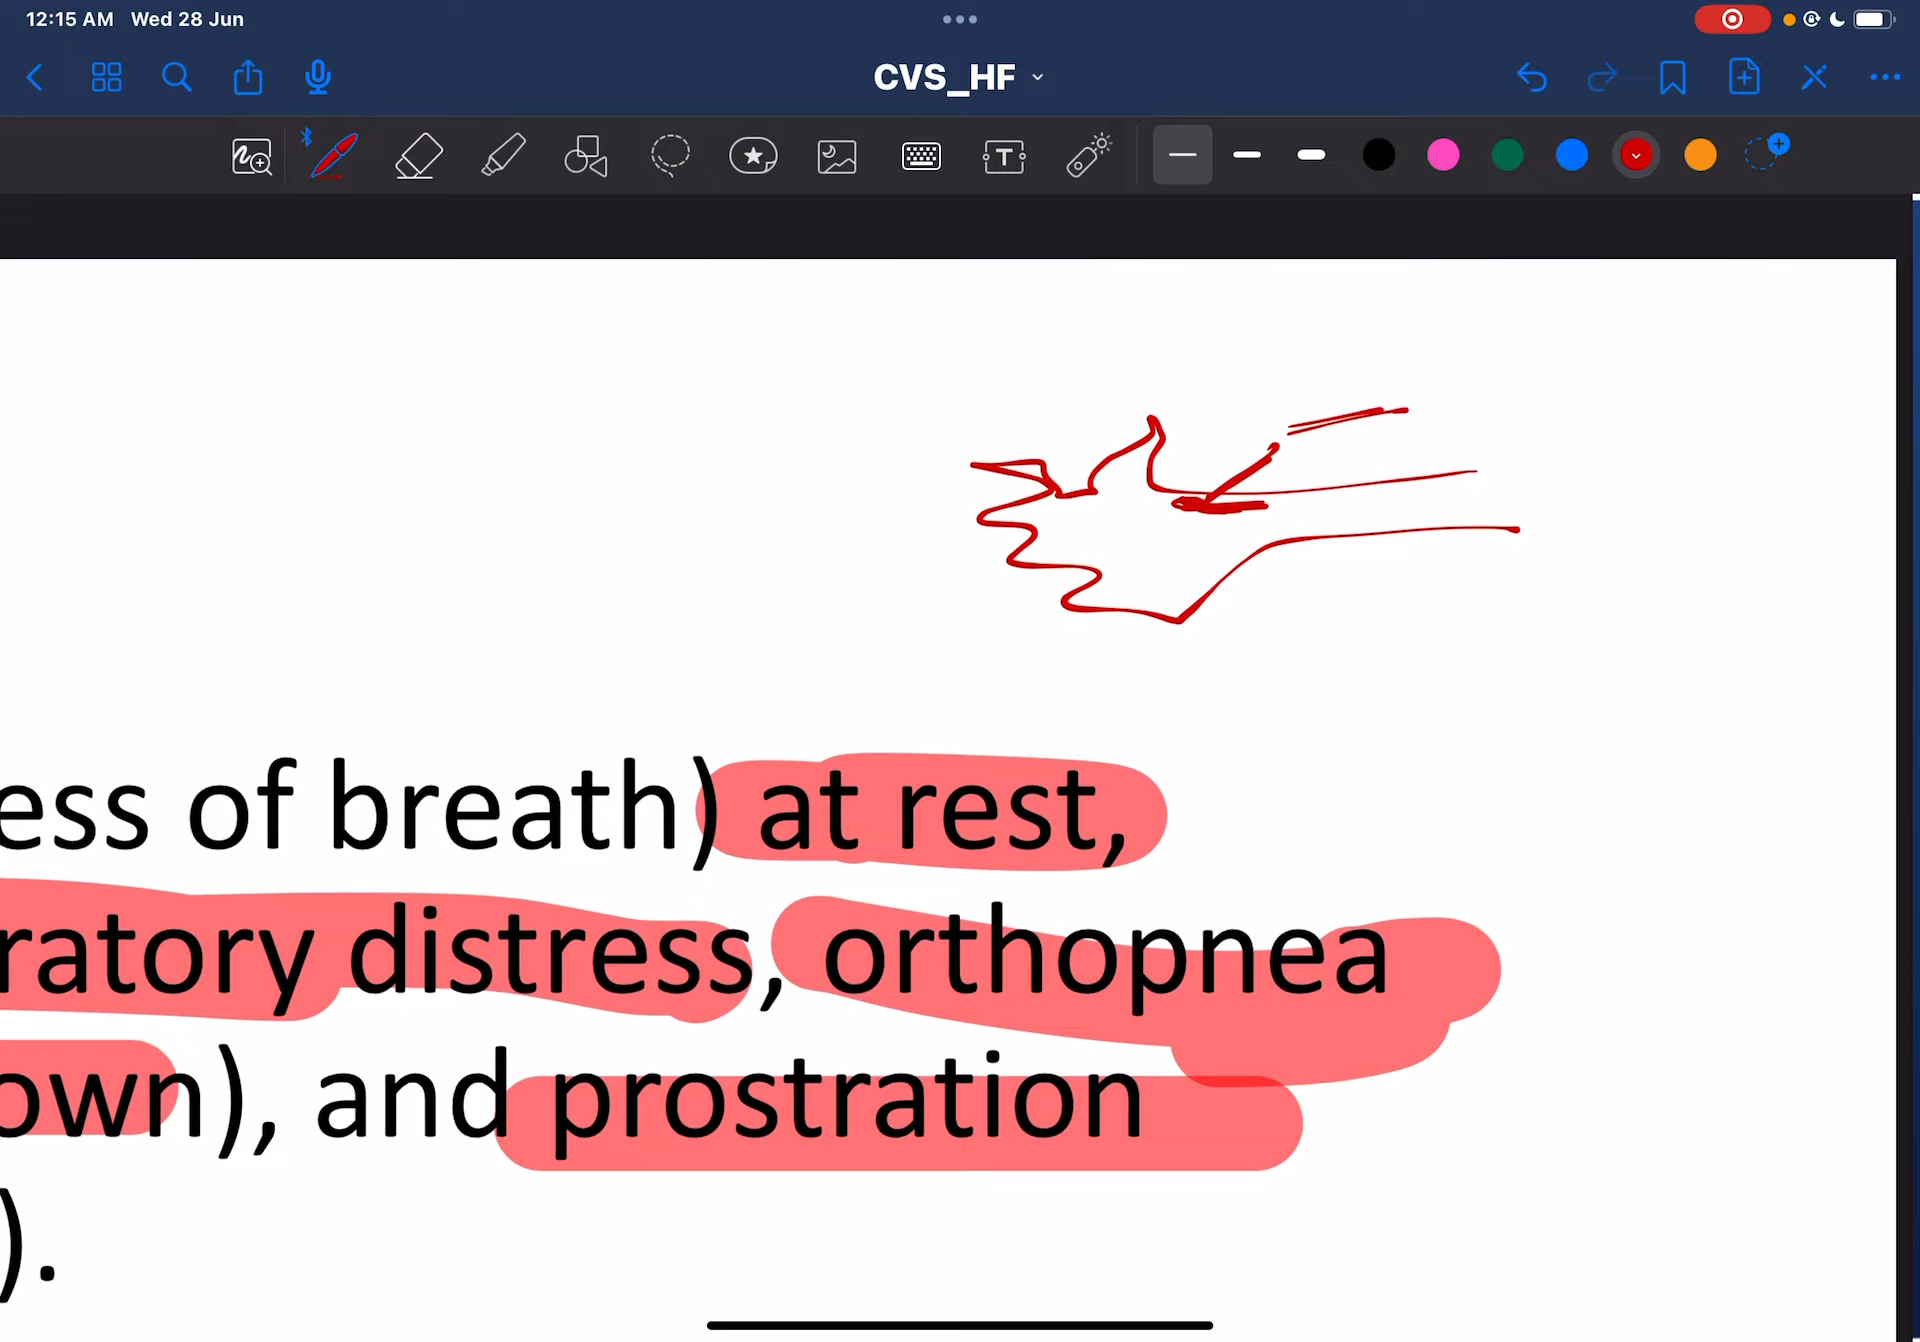 12:15 AM Wed 28 Jun
CVS_HF
ess of breath) at rest,
ratory distress, orthopnea
own), and prostration
).